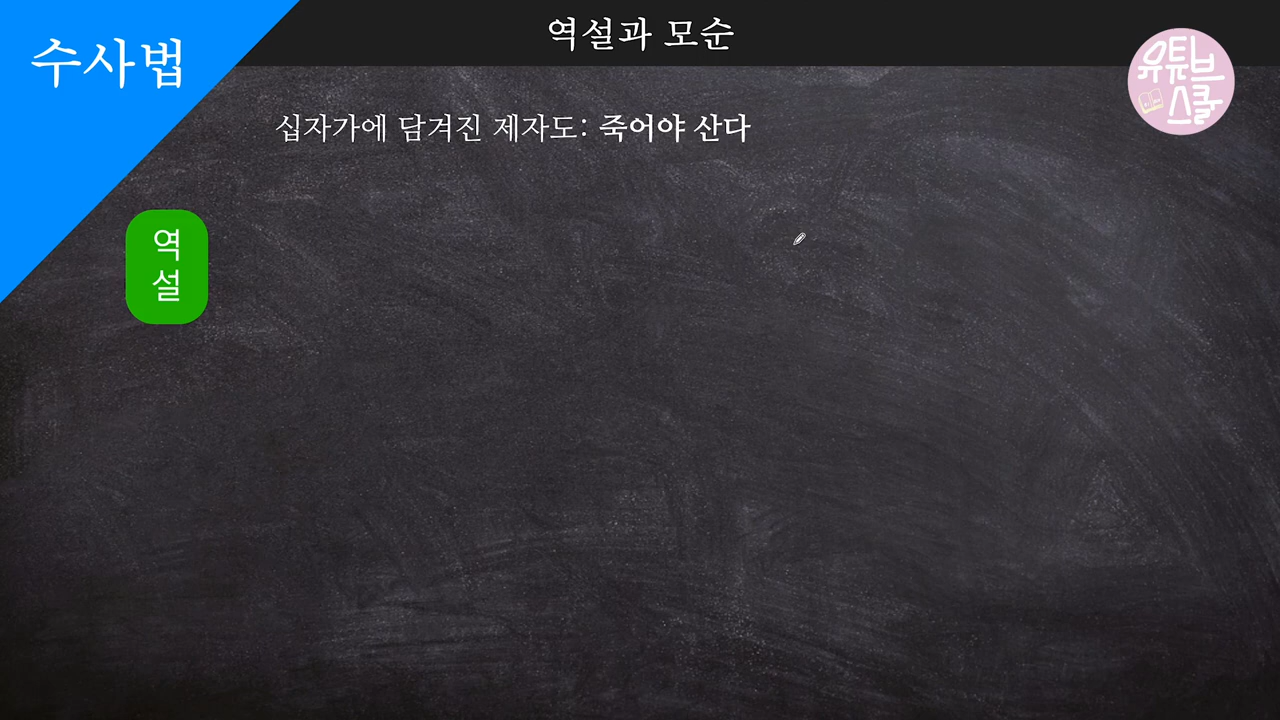 수사법
역설과 모순
유튜브
스쿨
십자가에 담겨진 제자도: 죽어야 산다
역
설